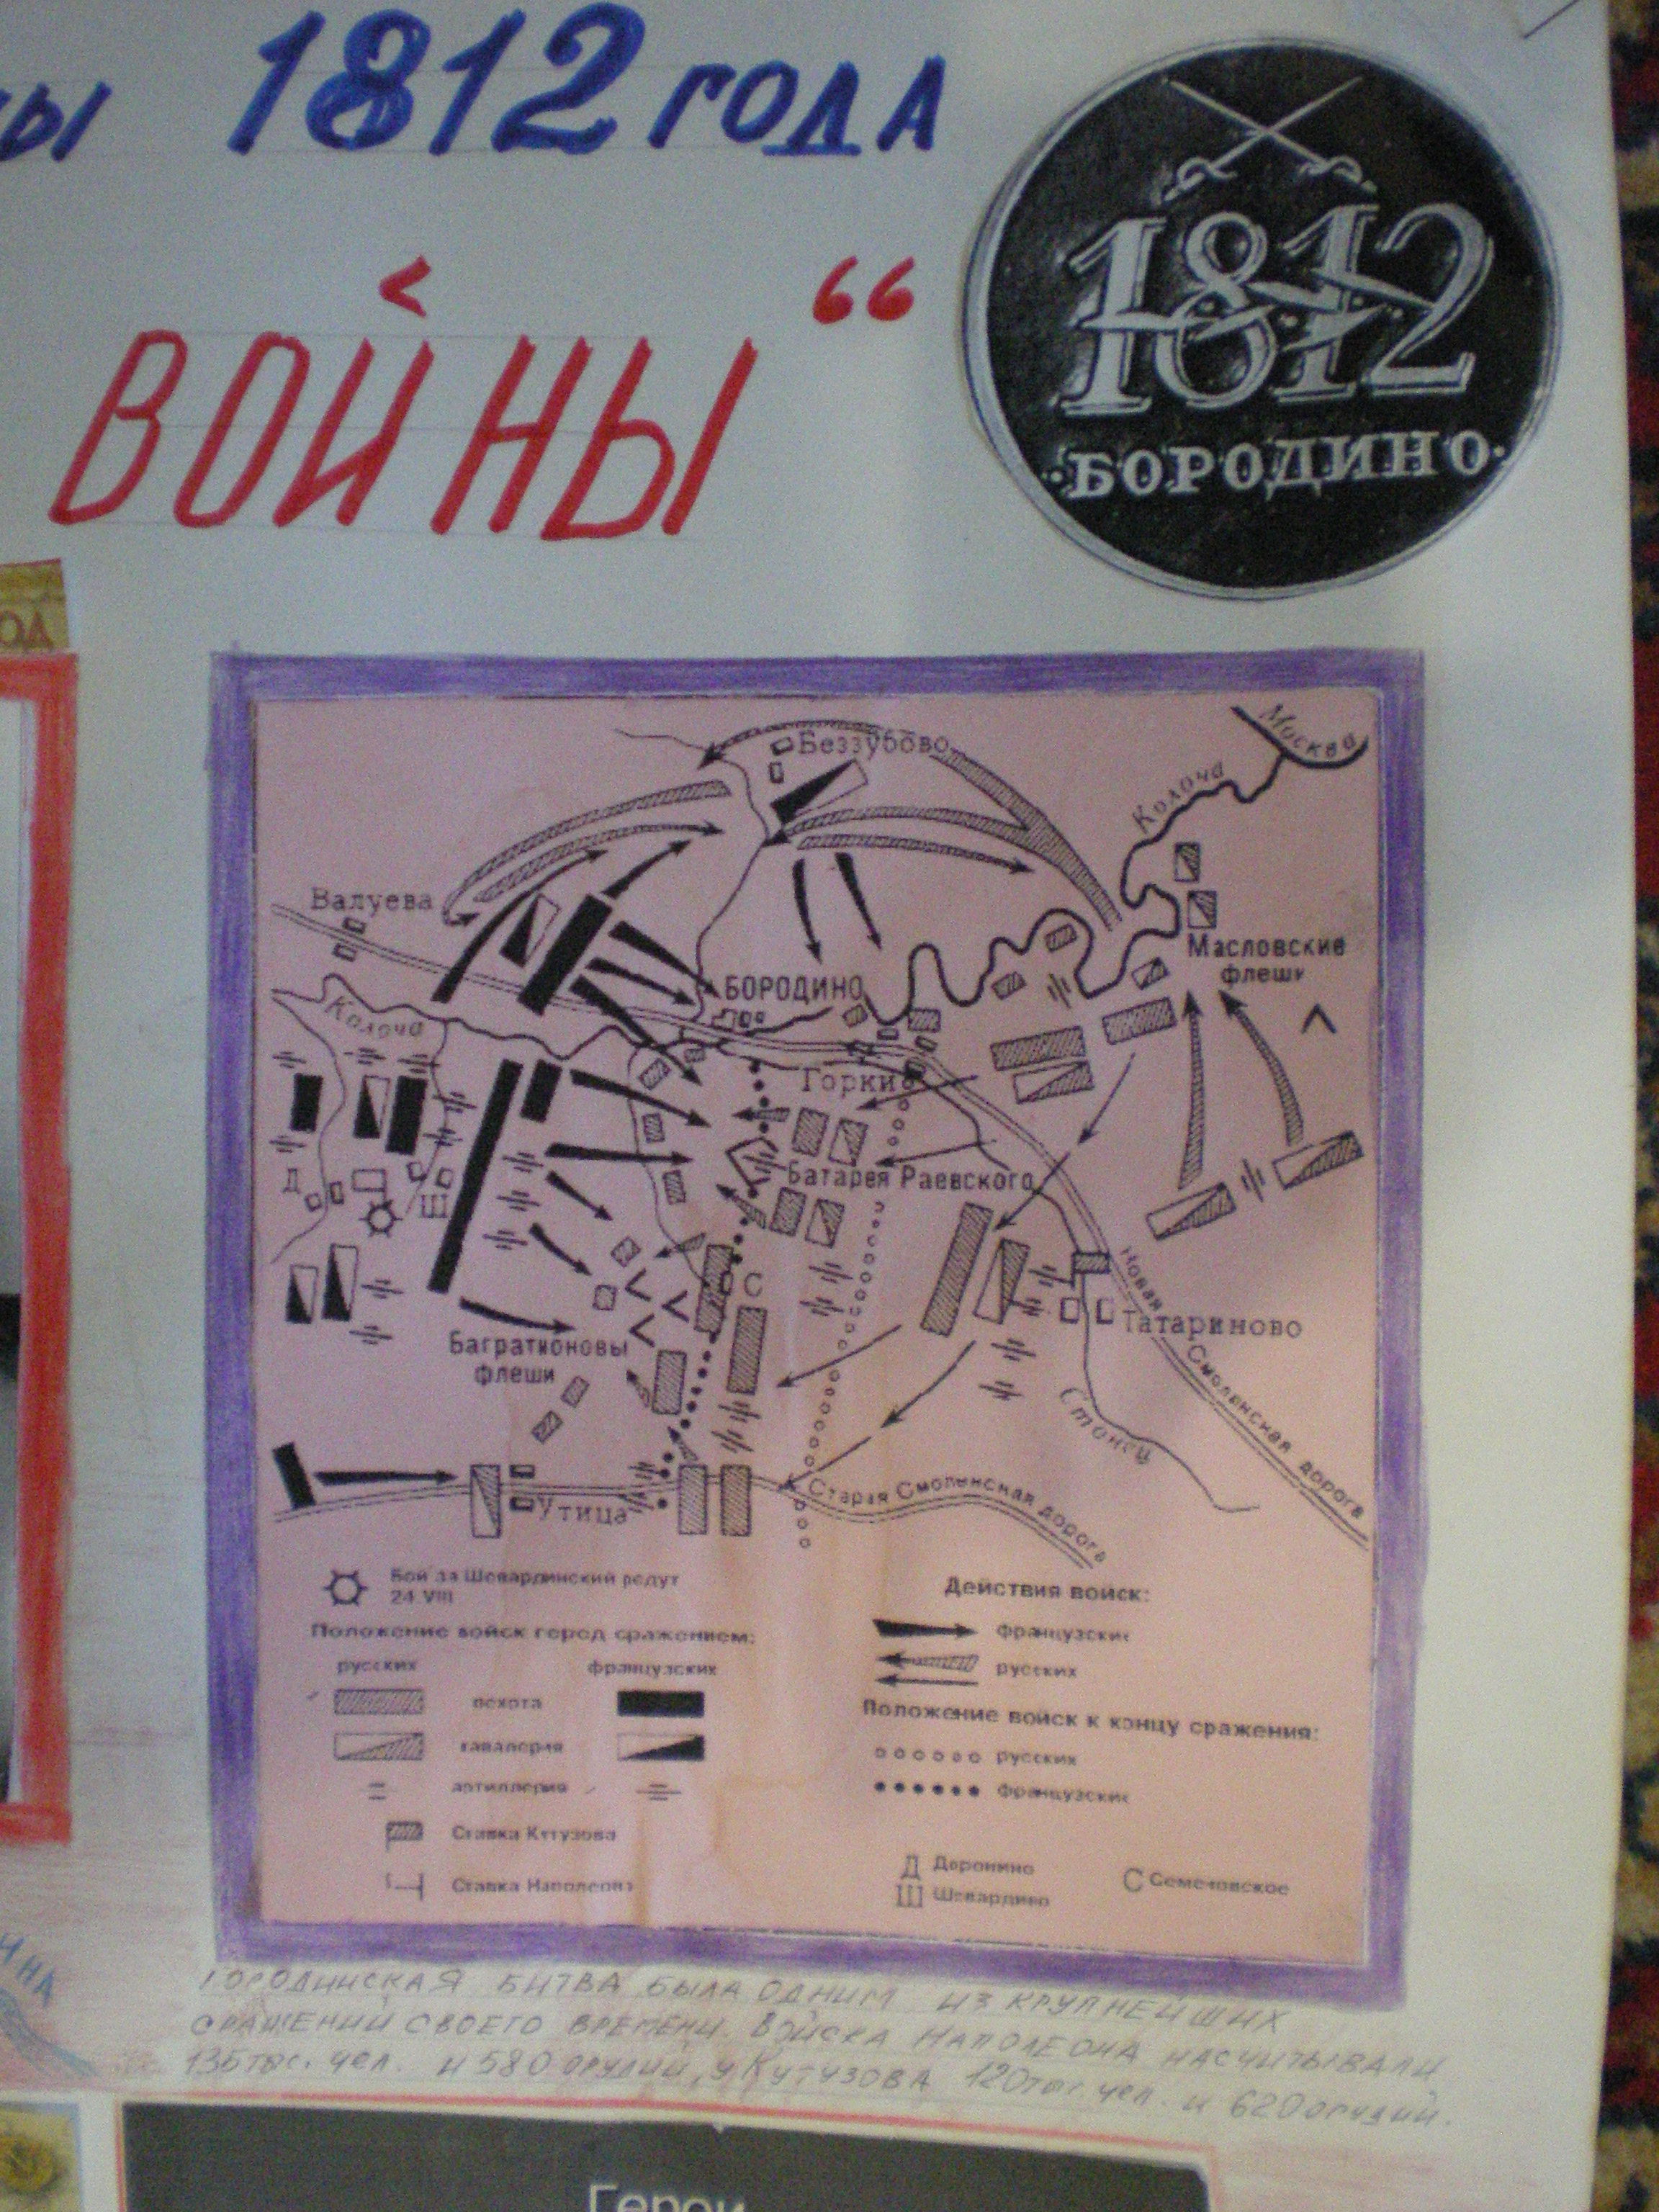 ны 1812 года
ВОЙНЫ“
1812
·БОРОДИНО·
ОД
Москва
Беззубово
Колоча
Валуева
Масловские
флеши
БОРОДИНО
Колоча
Горки
Батарея Раевского
Д
Ш
С
Новая Смоленская дорога
Татариново
Багратионовы
флеши
Стонец
Утица
Старая Смоленская дорога
Бой за Шевардинский редут
24 VIII
Положение войск перед сражением:
русских французских
пехота
кавалерия
артиллерия
Ставка Кутузова
Ставка Наполеона
Действия войск:
французских
русских
Положение войск к концу сражения:
русских
французских
Д Доронино
Ш Шевардино
С Семеновское
ИНА
БОРОДИНСКАЯ БИТВА БЫЛА ОДНИМ ИЗ КРУПНЕЙШИХ
СРАЖЕНИЙ СВОЕГО ВРЕМЕНИ. ВОЙСКА НАПОЛЕОНА НАСЧИТЫВАЛИ
135 тыс. чел. и 580 орудий, у Кутузова 120 тыс. чел. и 620 орудий.
Герои